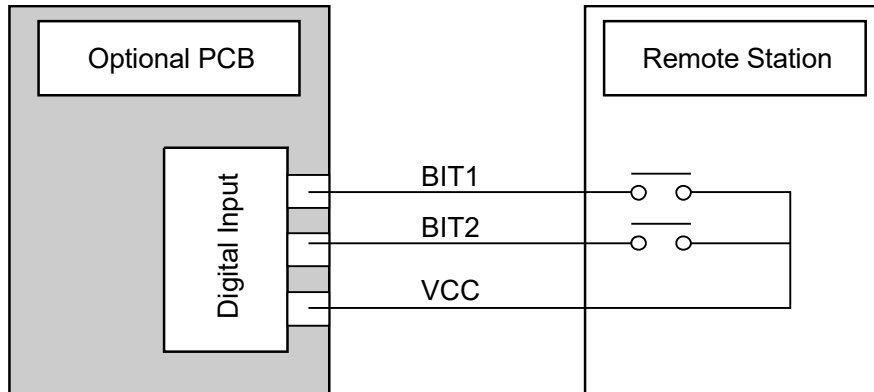 Optional PCB
Remote Station
Digital Input
BIT1
BIT2
VCC